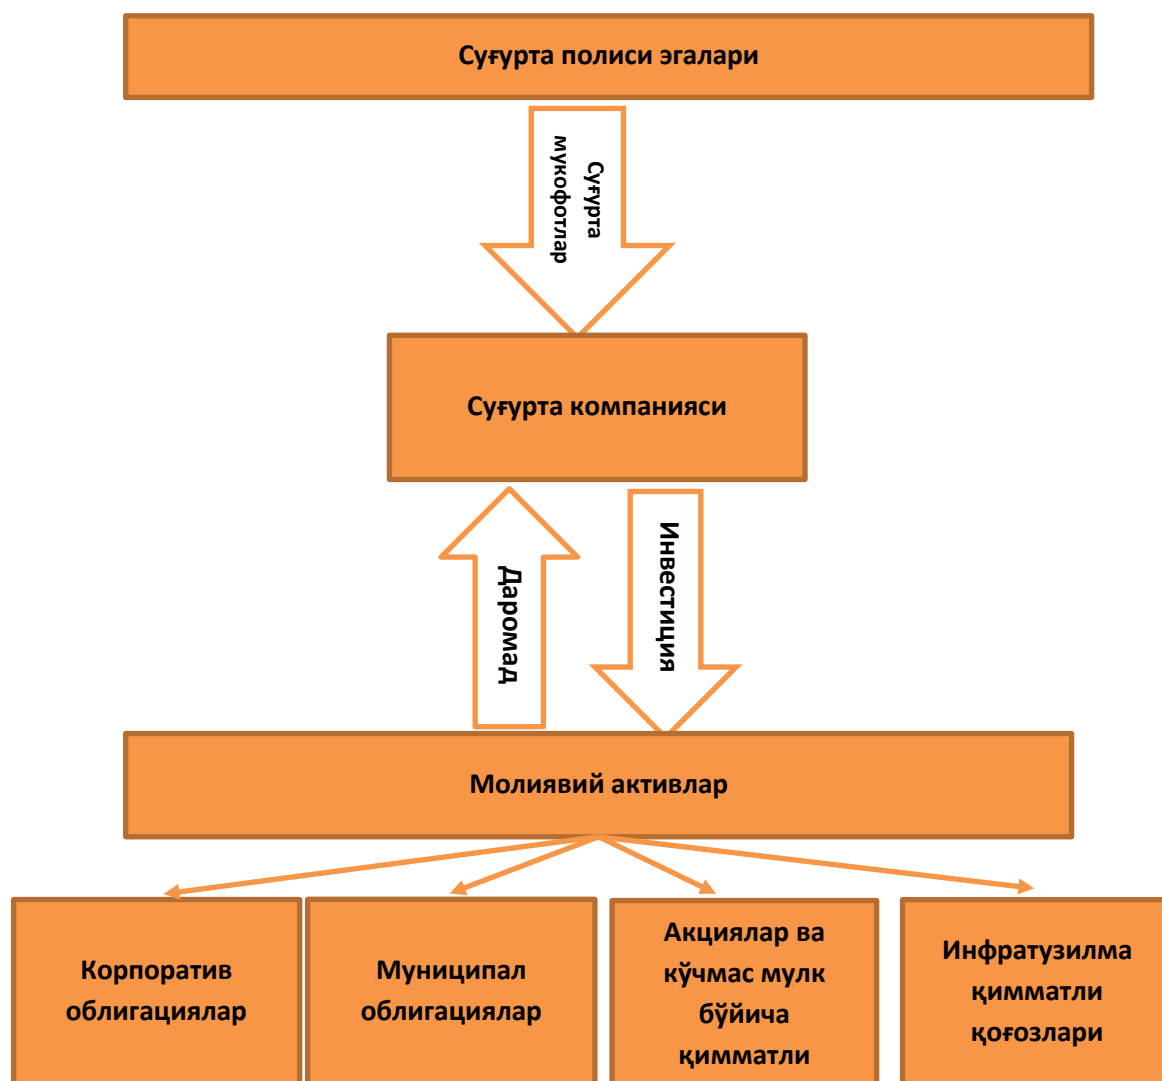 Суғурта полиси эгалари
Суғурта
мукофотлар
Суғурта компанияси
Даромад
Инвестиция
Молиявий активлар
Корпоратив
облигациялар
Муниципал
облигациялар
Акциялар ва
кўчмас мулк
бўйича
қимматли
Инфратузилма
қимматли
қоғозлари